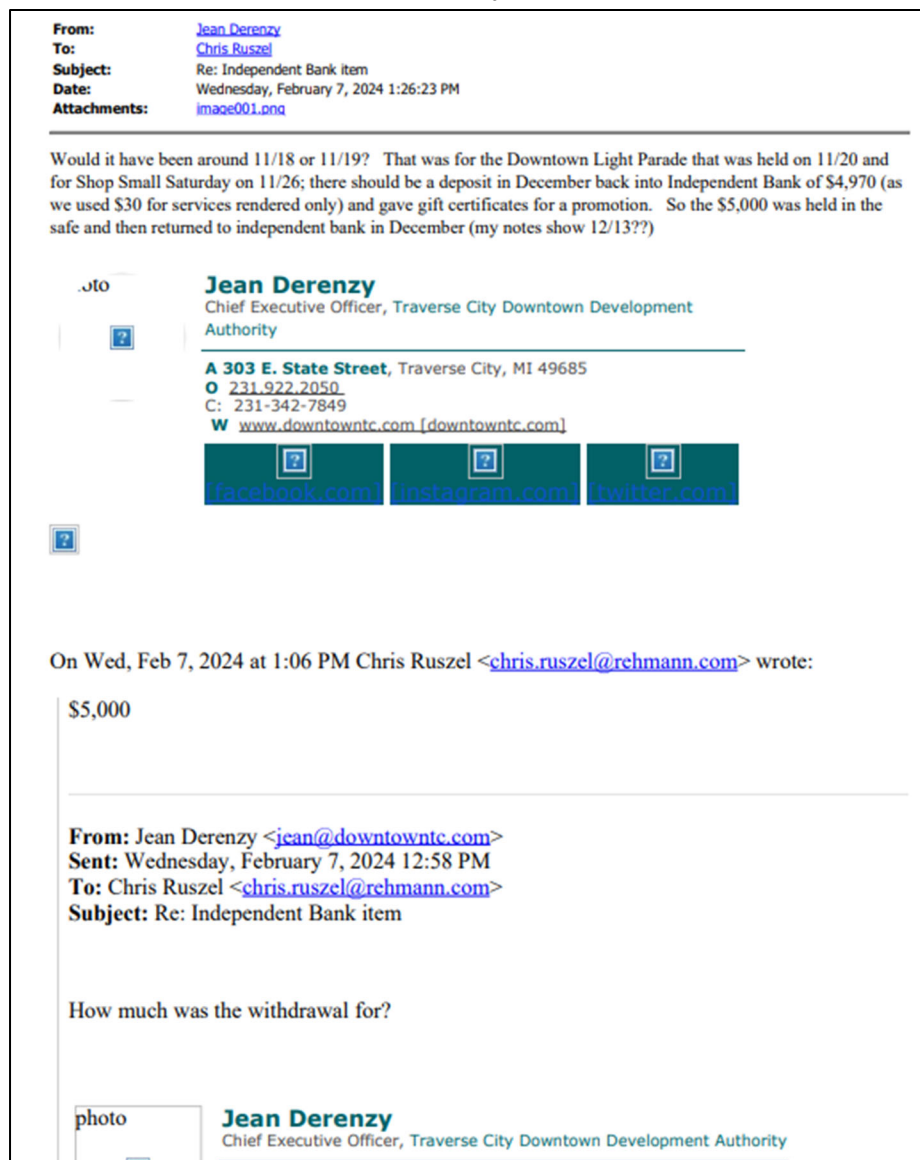 From: Jean Derenzy
To: Chris Ruszel
Subject: Re: Independent Bank item
Date: Wednesday, February 7, 2024 1:26:23 PM
Attachments: image001.png
Would it have been around 11/18 or 11/19? That was for the Downtown Light Parade that was held on 11/20 and
for Shop Small Saturday on 11/26; there should be a deposit in December back into Independent Bank of $4,970 (as
we used $30 for services rendered only) and gave gift certificates for a promotion. So the $5,000 was held in the
safe and then returned to independent bank in December (my notes show 12/13??)
Jean Derenzy
Chief Executive Officer, Traverse City Downtown Development
Authority
A 303 E. State Street, Traverse City, MI 49685
O 231.922.2050
C: 231-342-7849
W www.downtowntc.com [downtowntc.com]
[facebook.com] [instagram.com] [twitter.com]
On Wed, Feb 7, 2024 at 1:06 PM Chris Ruszel <chris.ruszel@rehmann.com> wrote:
$5,000
From: Jean Derenzy <jean@downtowntc.com>
Sent: Wednesday, February 7, 2024 12:58 PM
To: Chris Ruszel <chris.ruszel@rehmann.com>
Subject: Re: Independent Bank item
How much was the withdrawal for?
photo
Jean Derenzy
Chief Executive Officer, Traverse City Downtown Development Authority